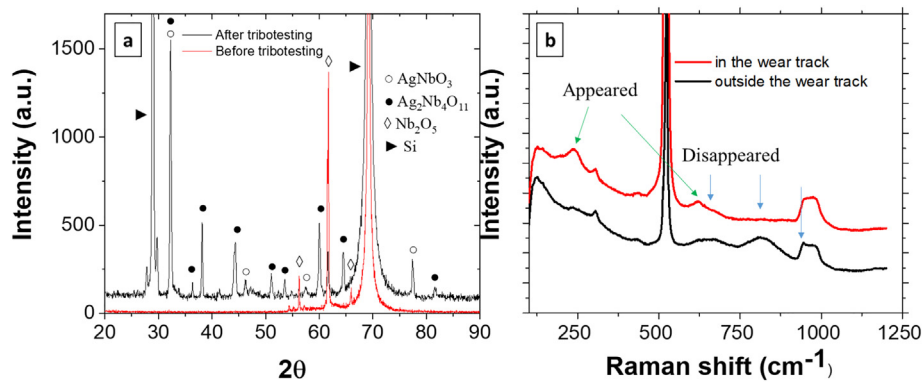 a
After tribotesting
Before tribotesting
AgNbO₃
Ag₂Nb₄O₁₁
Nb₂O₅
Si
Intensity (a.u.)
1500
1000
500
0
20 30 40 50 60 70 80 90
2θ
b
in the wear track
outside the wear track
Appeared
Disappeared
Intensity (a.u.)
250 500 750 1000 1250
Raman shift (cm⁻¹)